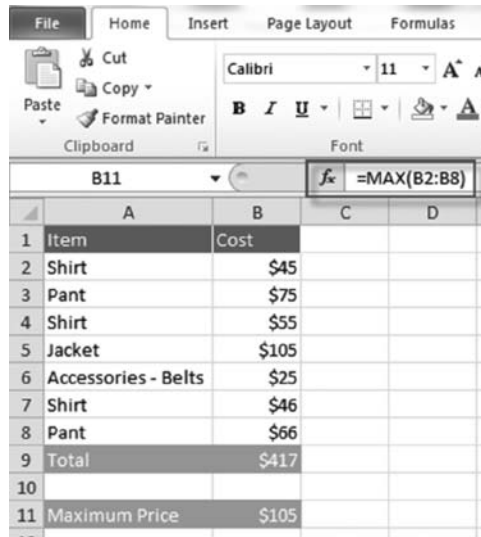 File Home Insert Page Layout Formulas
Cut
Copy
Paste
Format Painter
Clipboard
Calibri 11 A A
B I U A
Font
B11 fx =MAX(B2:B8)
A B C D
1 Item Cost
2 Shirt $45
3 Pant $75
4 Shirt $55
5 Jacket $105
6 Accessories - Belts $25
7 Shirt $46
8 Pant $66
9 Total $417
10
11 Maximum Price $105